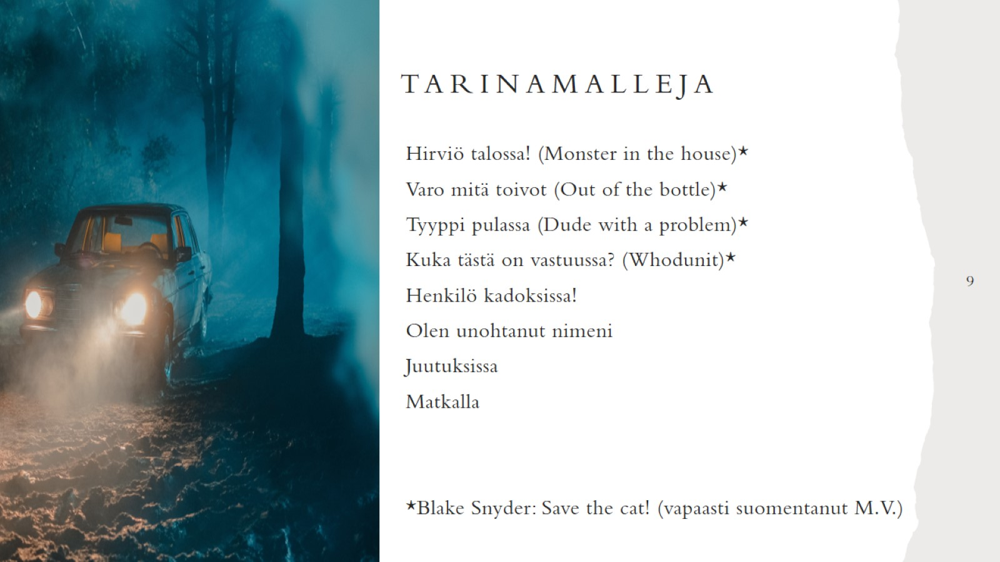 TARINAMALLEJA
Hirviö talossa! (Monster in the house)★
Varo mitä toivot (Out of the bottle)★
Tyyppi pulassa (Dude with a problem)★
Kuka tästä on vastuussa? (Whodunit)★
Henkilö kadoksissa!
Olen unohtanut nimeni
Juutuksissa
Matkalla
★Blake Snyder: Save the cat! (vapaasti suomentanut M.V.)
9